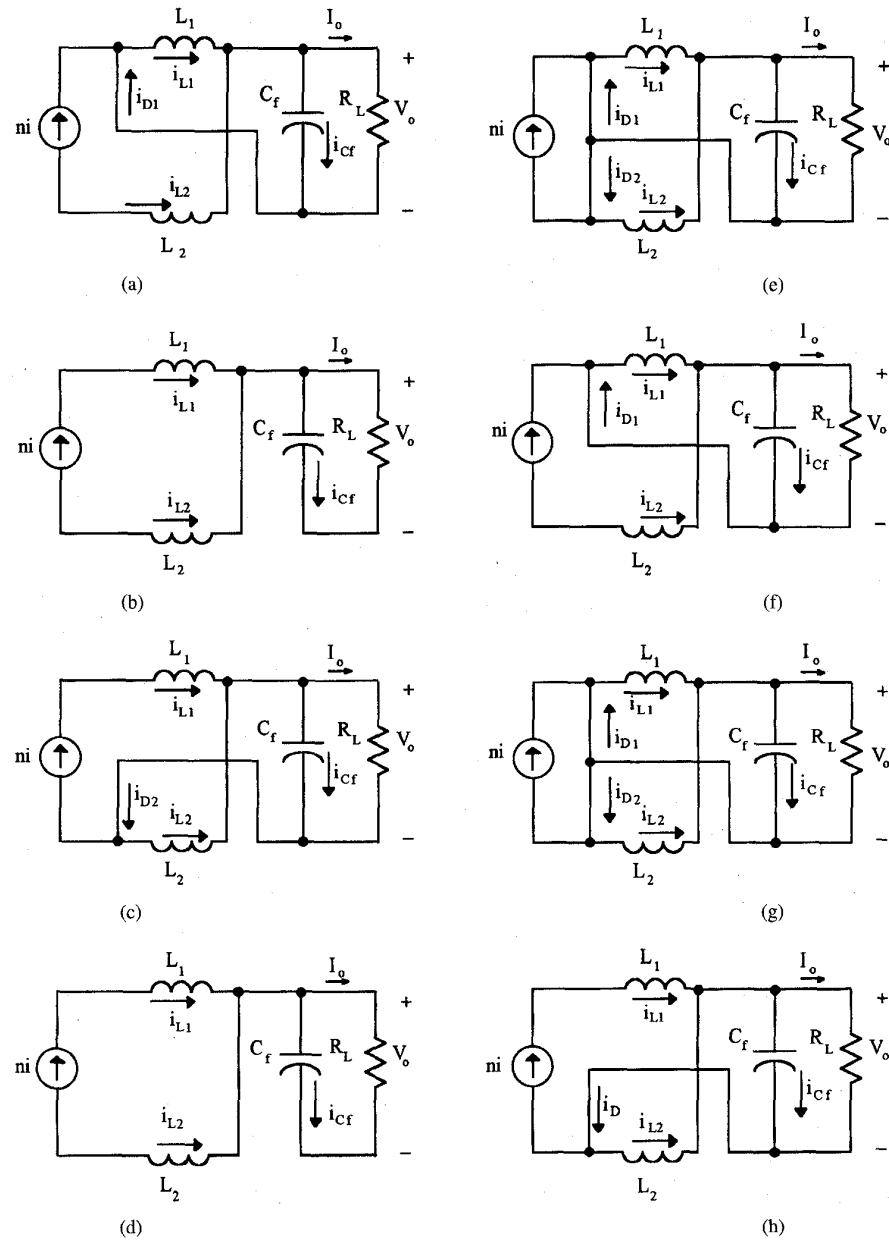 L1
Io
iL1
iD1
Cf
RL
+
Vo
ni
iCf
iL2
−
L2
(a)
L1
Io
iL1
iD1
Cf
RL
+
Vo
ni
iD2
iCf
iL2
−
L2
(e)
L1
Io
iL1
+
Cf
RL
Vo
ni
iCf
iL2
−
L2
(b)
L1
Io
iL1
iD1
+
Cf
RL
Vo
ni
iCf
iL2
−
L2
(f)
L1
Io
iL1
+
Cf
RL
Vo
ni
iD2
iCf
iL2
−
L2
(c)
L1
Io
iL1
iD1
+
Cf
RL
Vo
ni
iD2
iCf
iL2
−
L2
(g)
L1
Io
iL1
+
Cf
RL
Vo
ni
iCf
iL2
−
L2
(d)
L1
Io
iL1
+
Cf
RL
Vo
ni
iD
iCf
iL2
−
L2
(h)